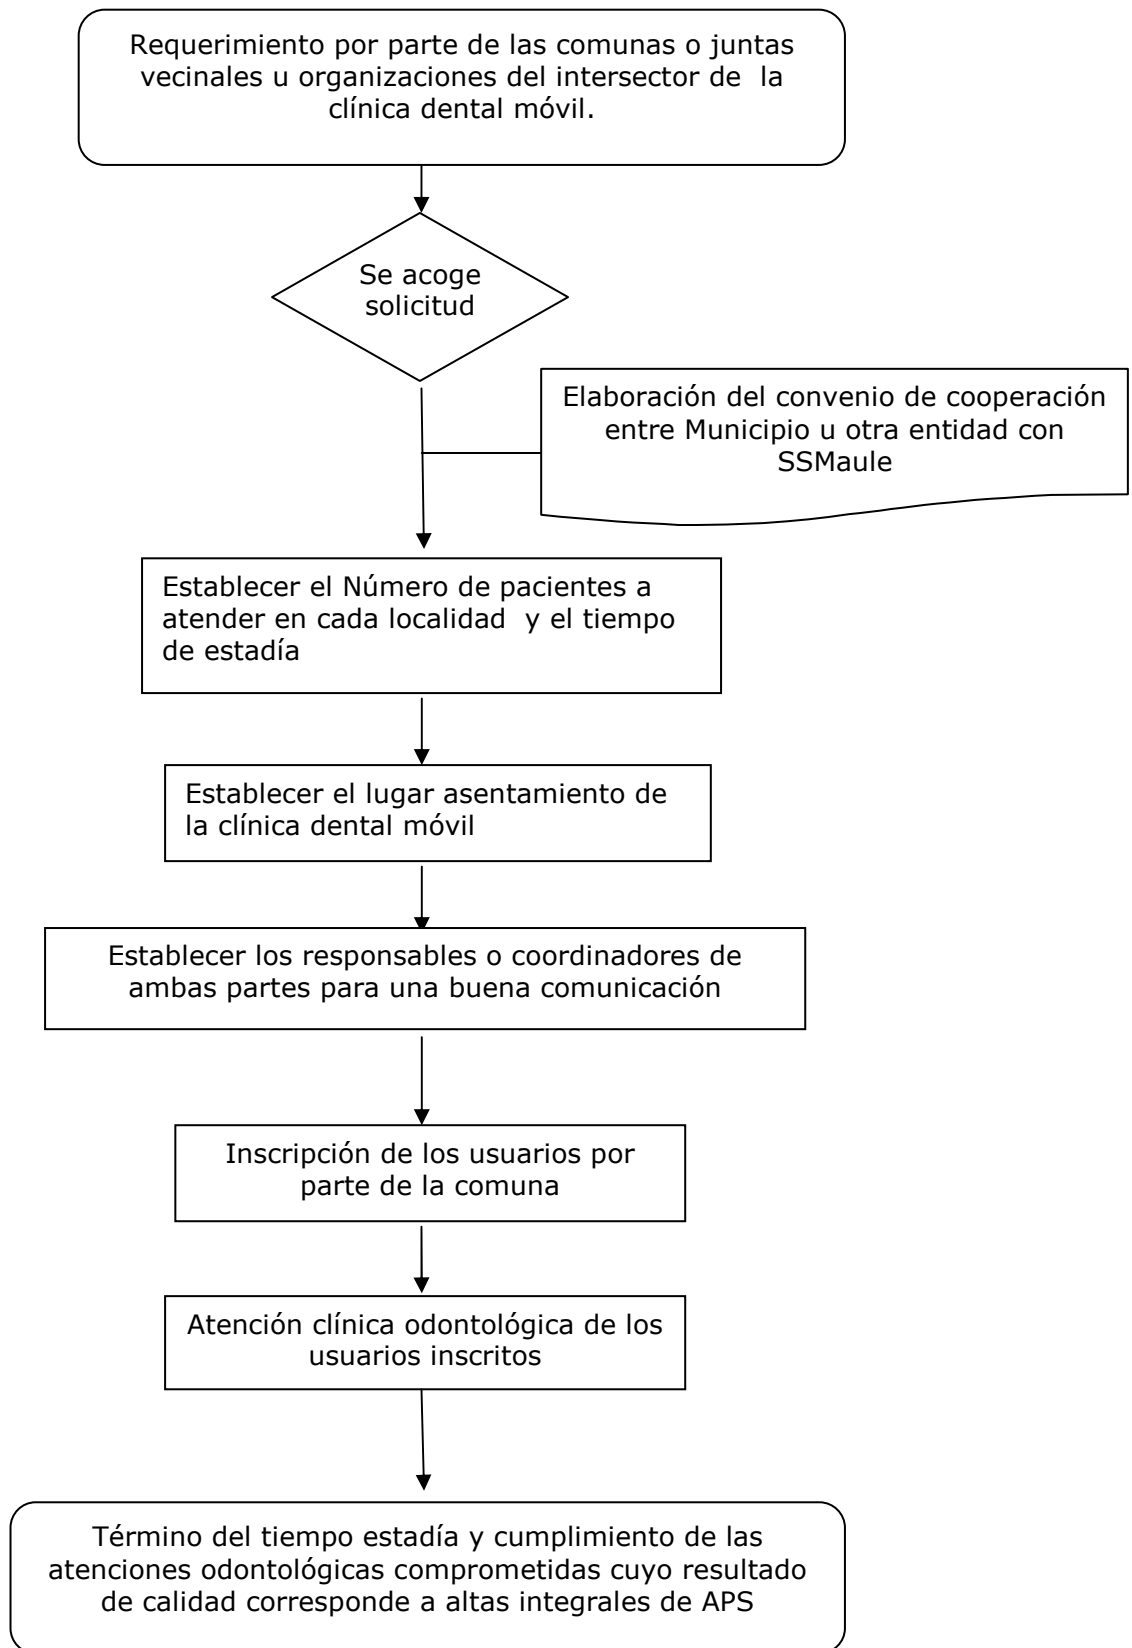 Requerimiento por parte de las comunas o juntas
vecinales u organizaciones del intersector de  la
clínica dental móvil.
Se acoge
solicitud
Elaboración del convenio de cooperación
entre Municipio u otra entidad con
SSMaule
Establecer el Número de pacientes a
atender en cada localidad  y el tiempo
de estadía
Establecer el lugar asentamiento de
la clínica dental móvil
Establecer los responsables o coordinadores de
ambas partes para una buena comunicación
Inscripción de los usuarios por
parte de la comuna
Atención clínica odontológica de los
usuarios inscritos
Término del tiempo estadía y cumplimiento de las
atenciones odontológicas comprometidas cuyo resultado
de calidad corresponde a altas integrales de APS